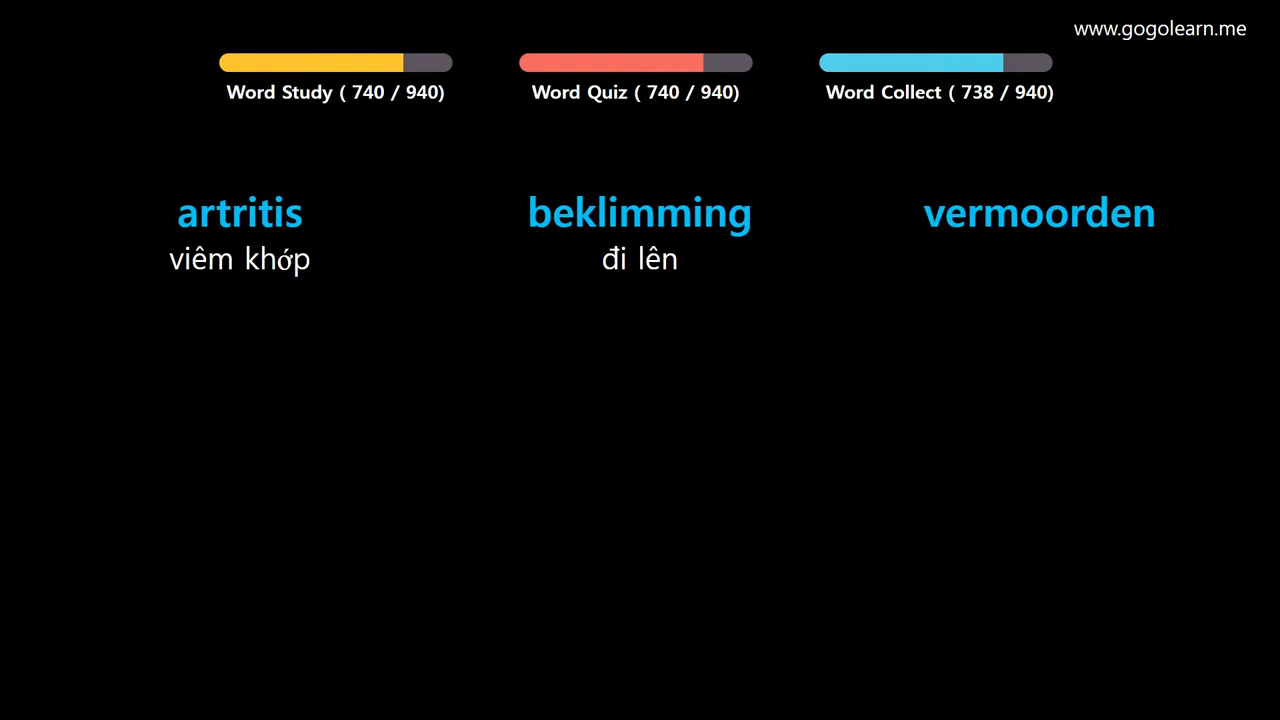 www.gogolearn.me
Word Study ( 740 / 940)
Word Quiz ( 740 / 940)
Word Collect ( 738 / 940)
artritis
viêm khớp
beklimming
đi lên
vermoorden